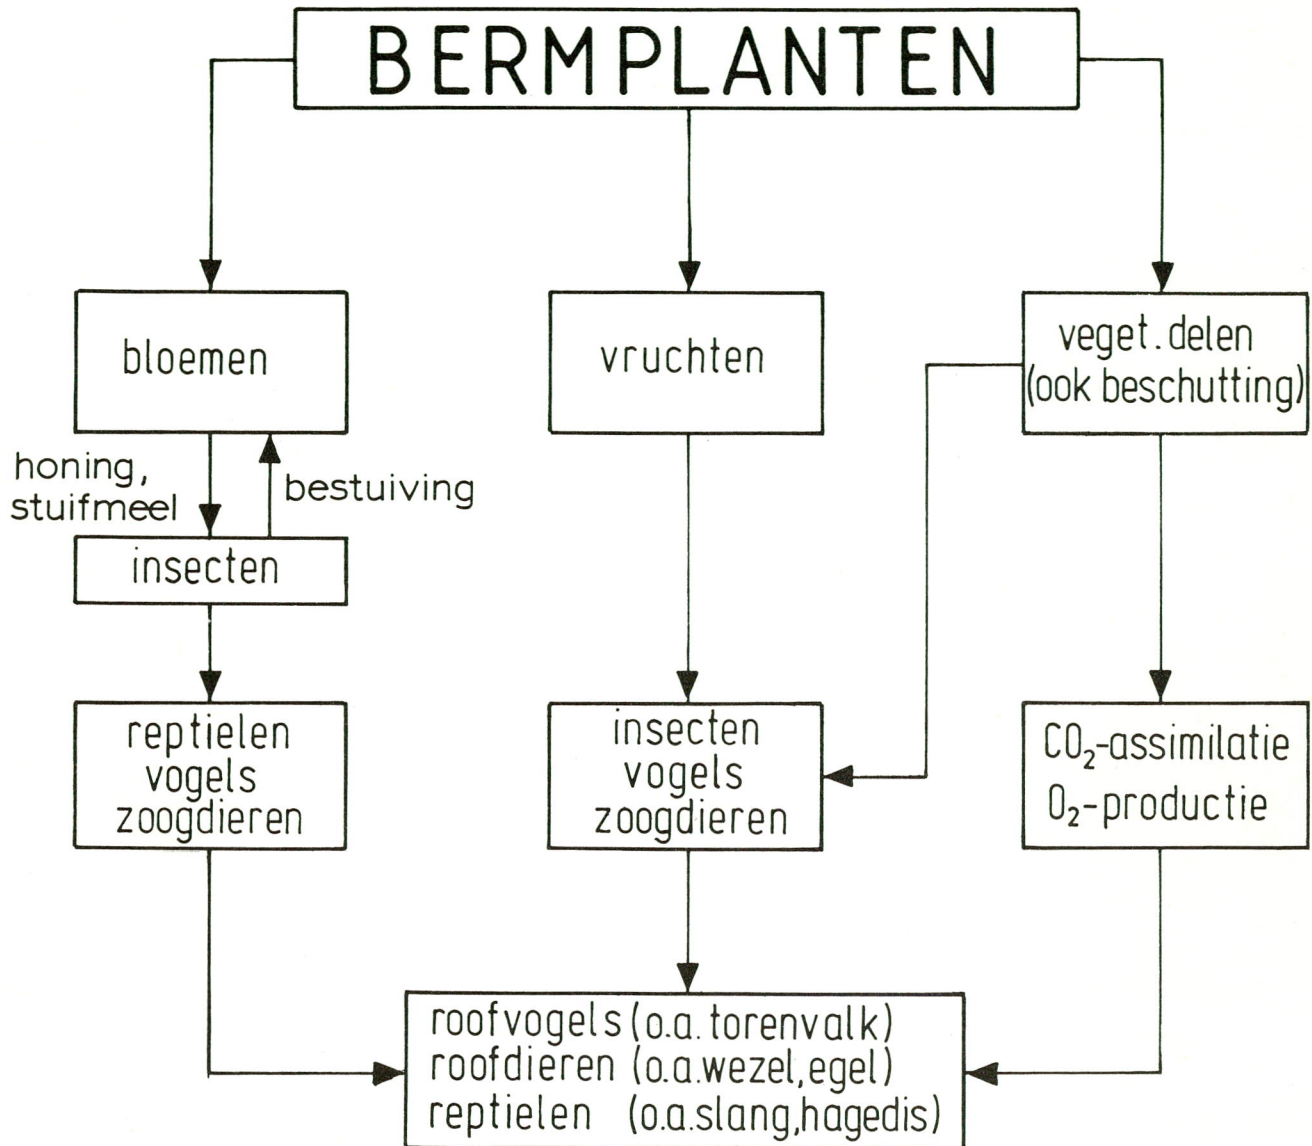 BERMPLANTEN
bloemen
vruchten
veget. delen
(ook beschutting)
honing,
stuifmeel
bestuiving
insecten
reptielen
vogels
zoogdieren
insecten
vogels
zoogdieren
CO₂-assimilatie
O₂-productie
roofvogels (o.a. torenvalk)
roofdieren (o.a. wezel, egel)
reptielen (o.a. slang, hagedis)